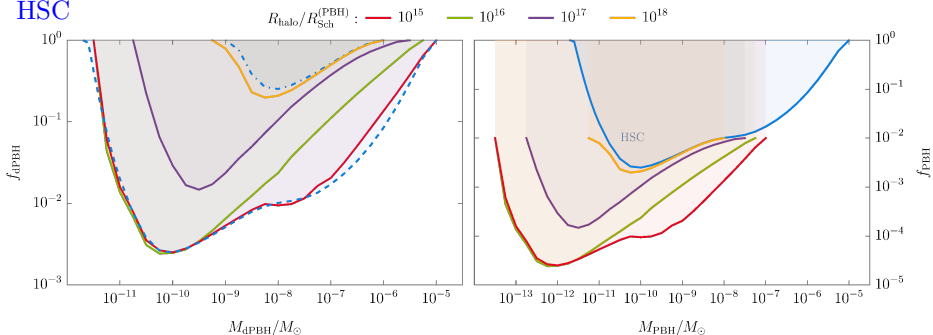 HSC
R_halo/R_Sch^(PBH) : 10^15 10^16 10^17 10^18
10^0
10^−1
10^−2
10^−3
f_dPBH
10^−11 10^−10 10^−9 10^−8 10^−7 10^−6 10^−5
M_dPBH/M_⊙
HSC
10^0
10^−1
10^−2
10^−3
10^−4
10^−5
f_PBH
10^−13 10^−12 10^−11 10^−10 10^−9 10^−8 10^−7 10^−6 10^−5
M_PBH/M_⊙